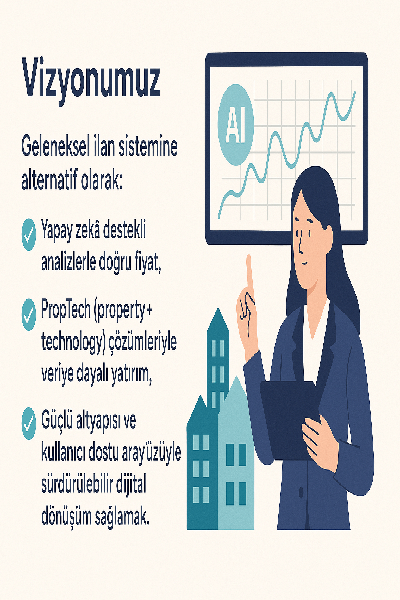 Vizyonumuz
AI
Geleneksel ilan sistemine
alternatif olarak:
Yapay zekâ destekli
analizlerle doğru fiyat,
PropTech (property+
technology) çözümleriyle
veriye dayalı yatırım,
Güçlü altyapısı ve
kullanıcı dostu arayüzüyle
sürdürülebilir dijital
dönüşüm sağlamak.